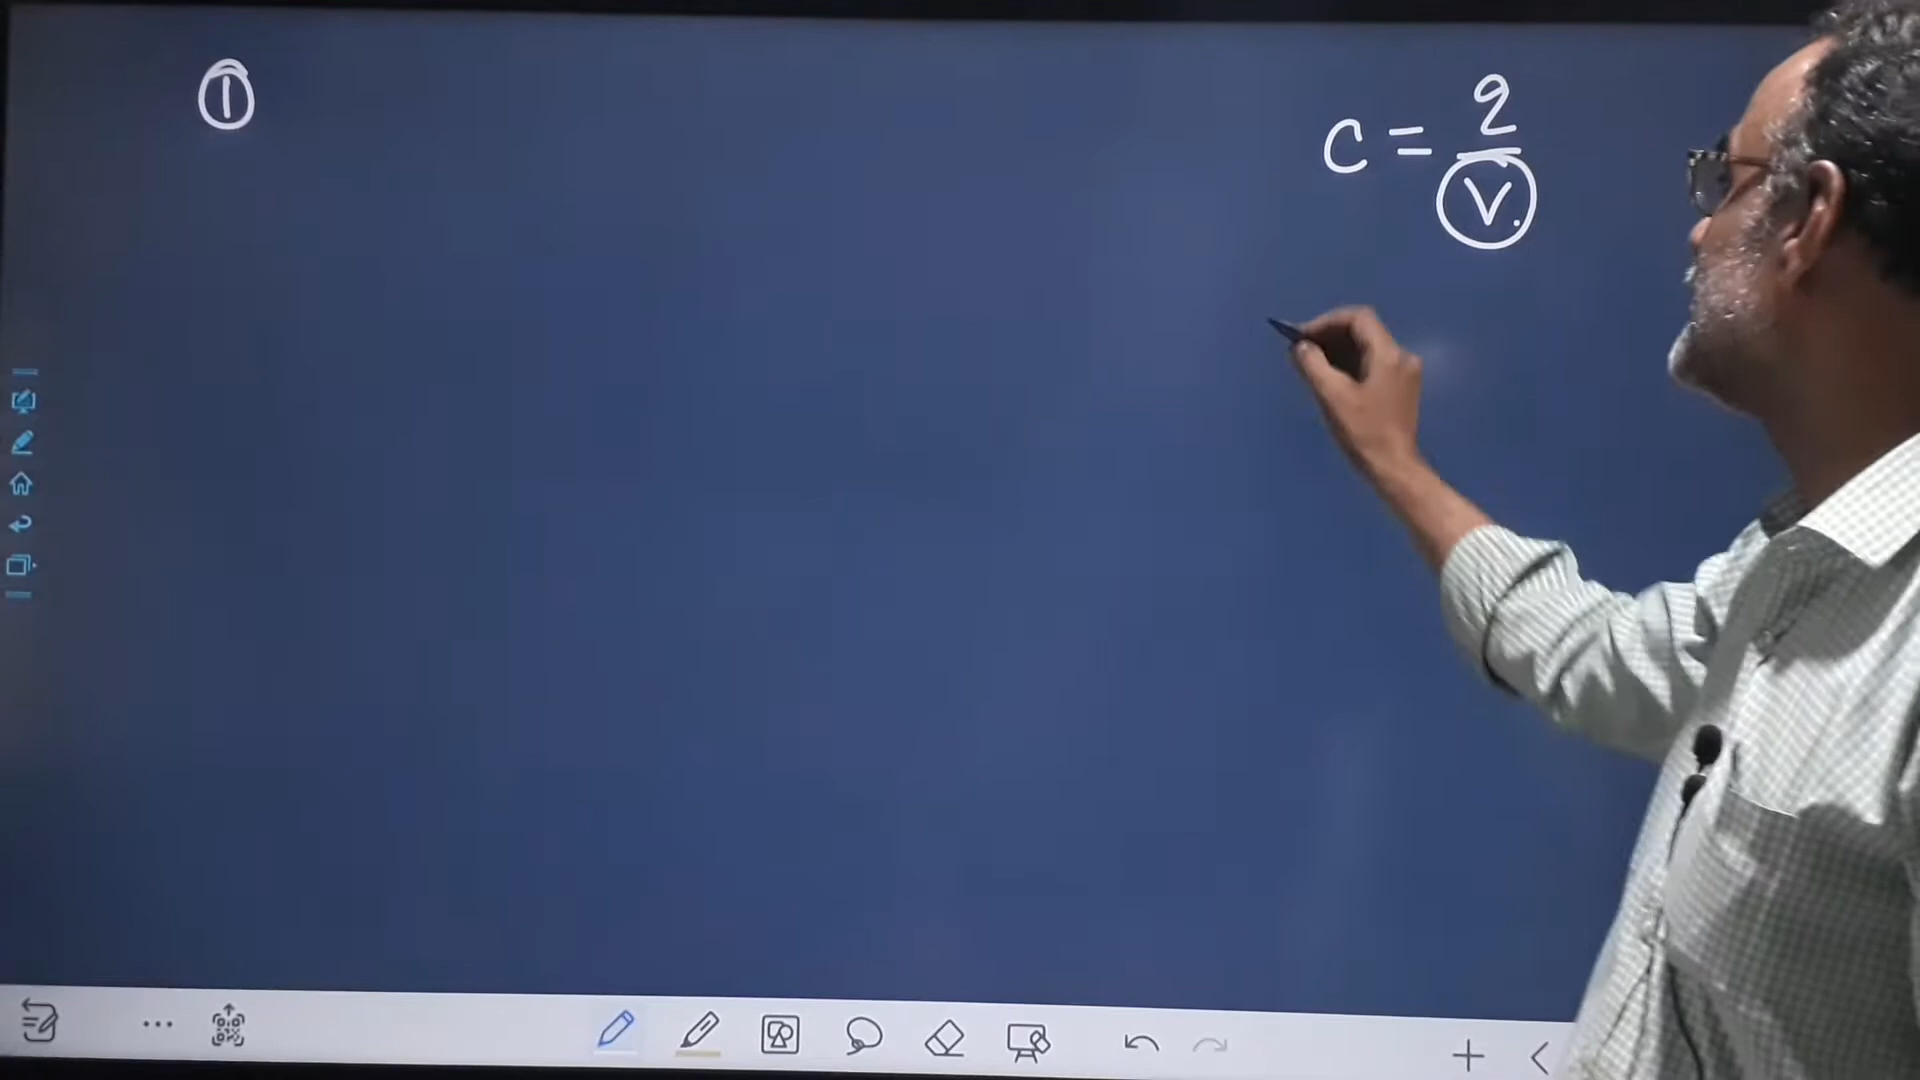 ①
C = q / V.